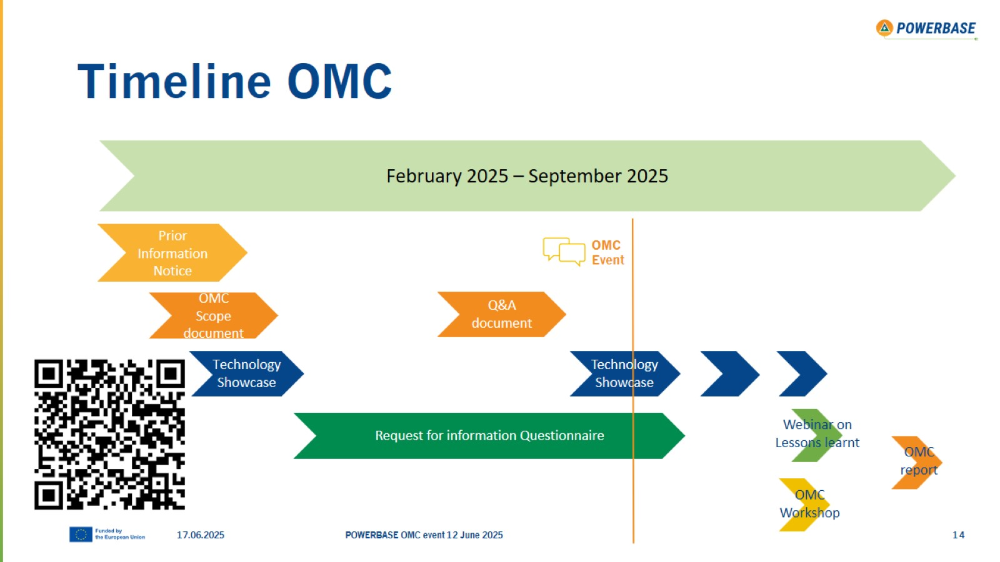 POWERBASE
Timeline OMC
February 2025 – September 2025
Prior
Information
Notice
OMC
Event
OMC
Scope
document
Q&A
document
Technology
Showcase
Technology
Showcase
Request for information Questionnaire
Webinar on
Lessons learnt
OMC
report
OMC
Workshop
Funded by
the European Union
17.06.2025
POWERBASE OMC event 12 June 2025
14